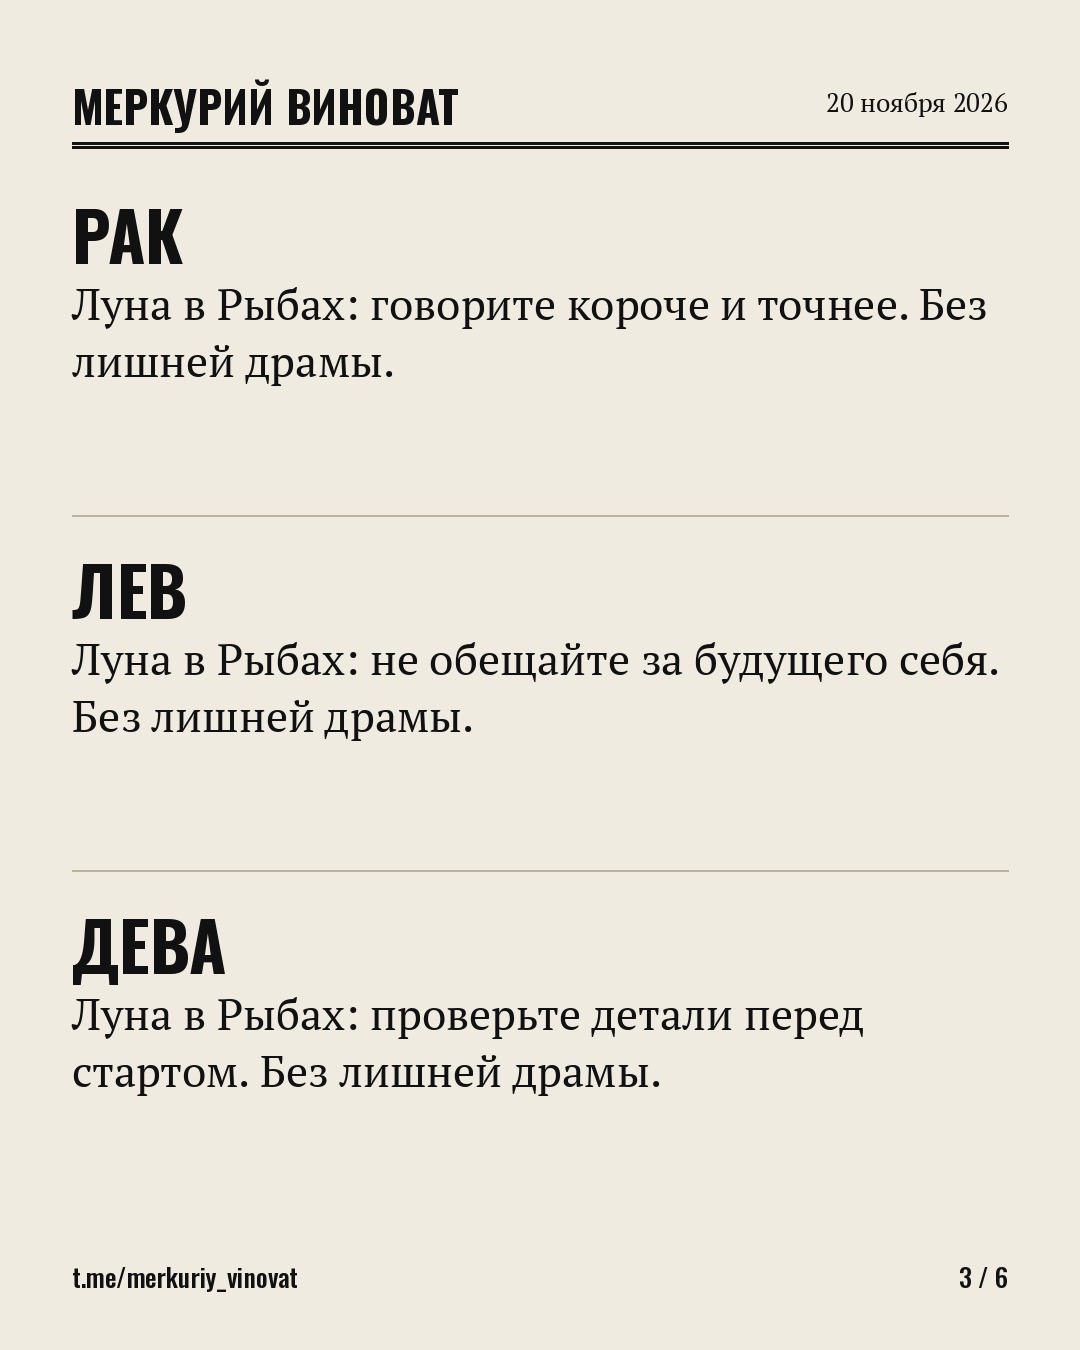 МЕРКУРИЙ ВИНОВАТ
20 ноября 2026
РАК
Луна в Рыбах: говорите короче и точнее. Без
лишней драмы.
ЛЕВ
Луна в Рыбах: не обещайте за будущего себя.
Без лишней драмы.
ДЕВА
Луна в Рыбах: проверьте детали перед
стартом. Без лишней драмы.
t.me/merkuriy_vinovat
3 / 6